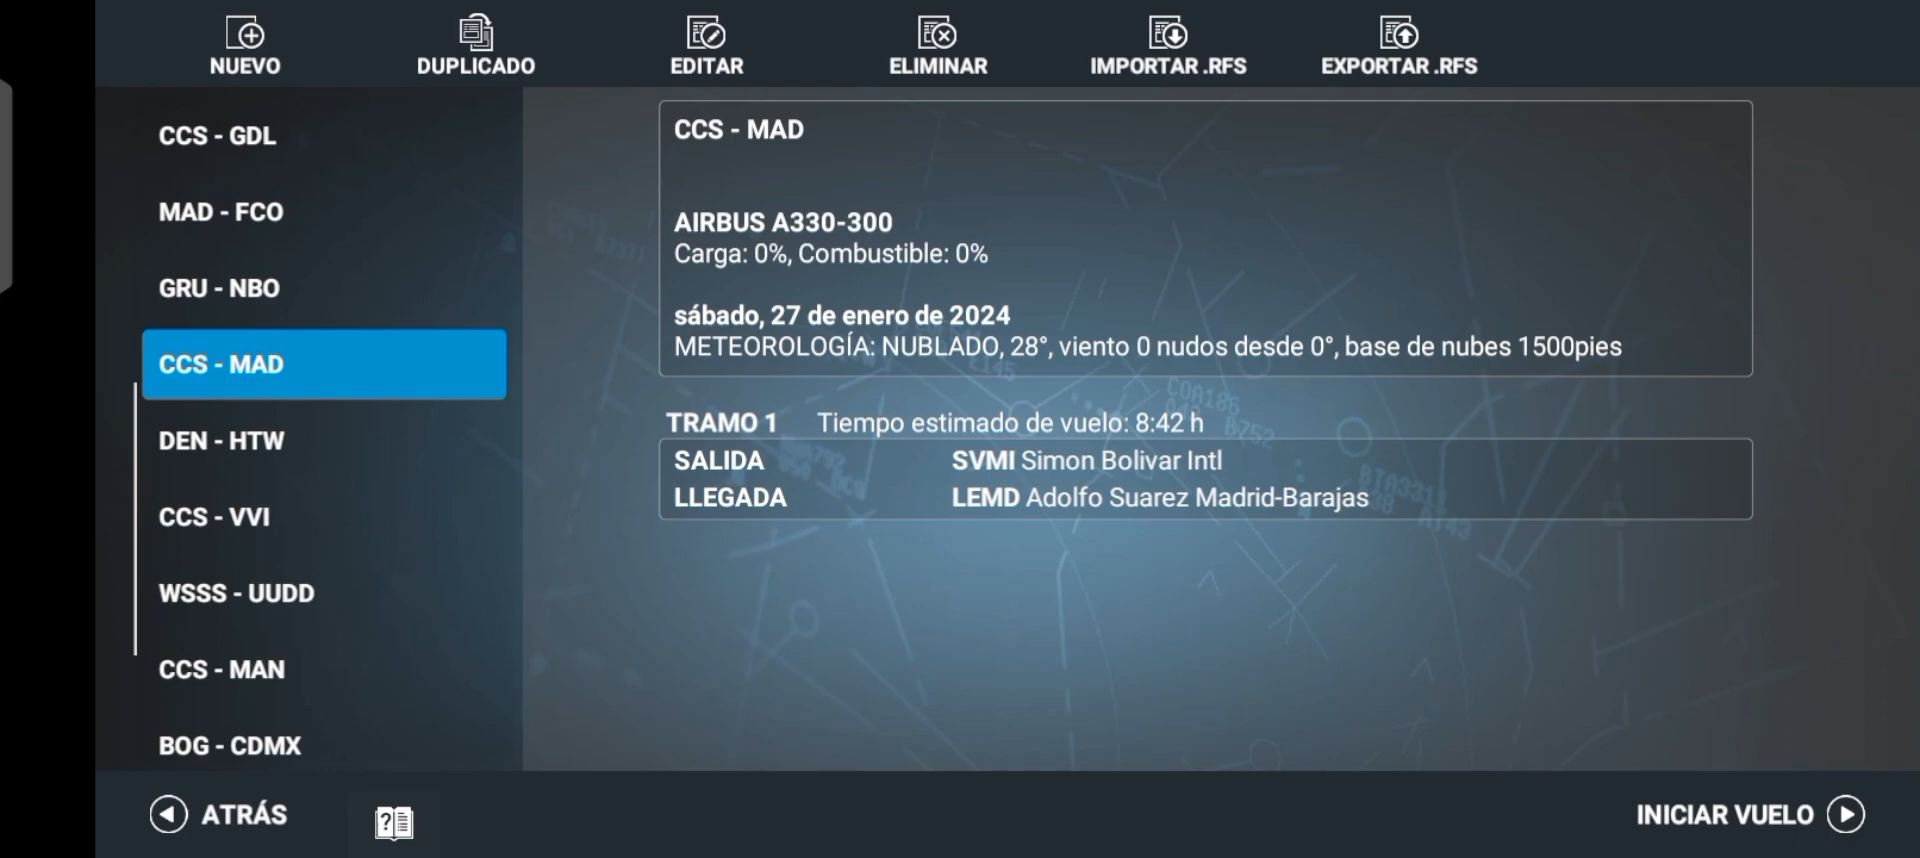 NUEVO
DUPLICADO
EDITAR
ELIMINAR
IMPORTAR .RFS
EXPORTAR .RFS
CCS - GDL
MAD - FCO
GRU - NBO
CCS - MAD
DEN - HTW
CCS - VVI
WSSS - UUDD
CCS - MAN
BOG - CDMX
CCS - MAD
AIRBUS A330-300
Carga: 0%, Combustible: 0%
sábado, 27 de enero de 2024
METEOROLOGÍA: NUBLADO, 28°, viento 0 nudos desde 0°, base de nubes 1500pies
TRAMO 1 Tiempo estimado de vuelo: 8:42 h
SALIDA SVMI Simon Bolivar Intl
LLEGADA LEMD Adolfo Suarez Madrid-Barajas
E145
COA186
B752
ATRÁS
?
INICIAR VUELO